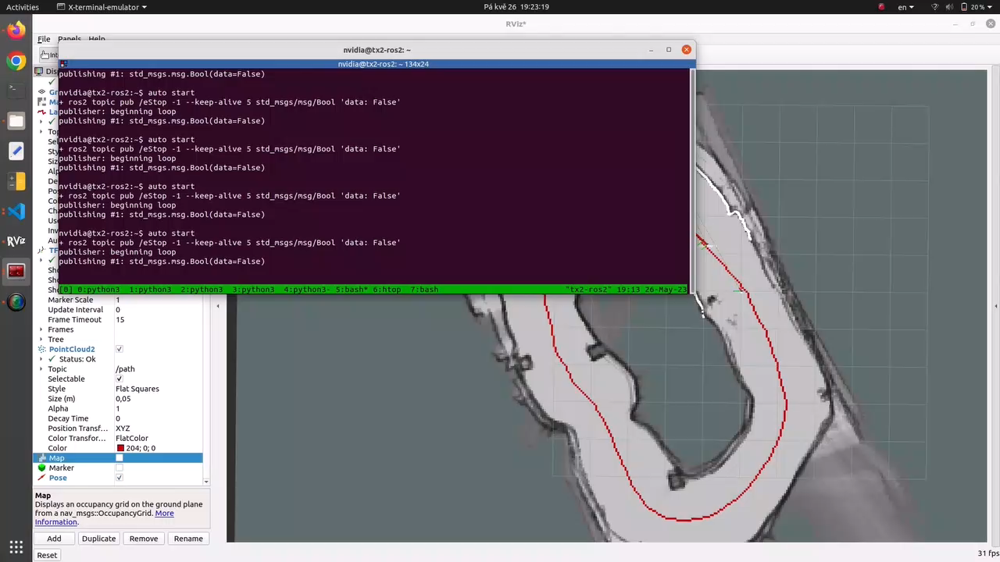 Activities
X-terminal-emulator
Pá kvě 26 19:23:19
en
20%
RViz*
File Panels Help
nvidia@tx2-ros2: ~
nvidia@tx2-ros2: ~ 134x24
publishing #1: std_msgs.msg.Bool(data=False)
nvidia@tx2-ros2:~$ auto start
+ ros2 topic pub /eStop -1 --keep-alive 5 std_msgs/msg/Bool 'data: False'
publisher: beginning loop
publishing #1: std_msgs.msg.Bool(data=False)
nvidia@tx2-ros2:~$ auto start
+ ros2 topic pub /eStop -1 --keep-alive 5 std_msgs/msg/Bool 'data: False'
publisher: beginning loop
publishing #1: std_msgs.msg.Bool(data=False)
nvidia@tx2-ros2:~$ auto start
+ ros2 topic pub /eStop -1 --keep-alive 5 std_msgs/msg/Bool 'data: False'
publisher: beginning loop
publishing #1: std_msgs.msg.Bool(data=False)
nvidia@tx2-ros2:~$ auto start
+ ros2 topic pub /eStop -1 --keep-alive 5 std_msgs/msg/Bool 'data: False'
publisher: beginning loop
publishing #1: std_msgs.msg.Bool(data=False)
[0] 0:python3 1:python3 2:python3 3:python3 4:python3- 5:bash* 6:htop 7:bash "tx2-ros2" 19:13 26-May-23
RViz
Marker Scale 1
Update Interval 0
Frame Timeout 15
Frames
Tree
PointCloud2
Status: Ok
Topic /path
Selectable
Style Flat Squares
Size (m) 0,05
Alpha 1
Decay Time 0
Position Transf... XYZ
Color Transfor... FlatColor
Color 204; 0; 0
Map
Marker
Pose
Map
Displays an occupancy grid on the ground plane
from a nav_msgs::OccupancyGrid. More
Information.
Add Duplicate Remove Rename
Reset
31 fps